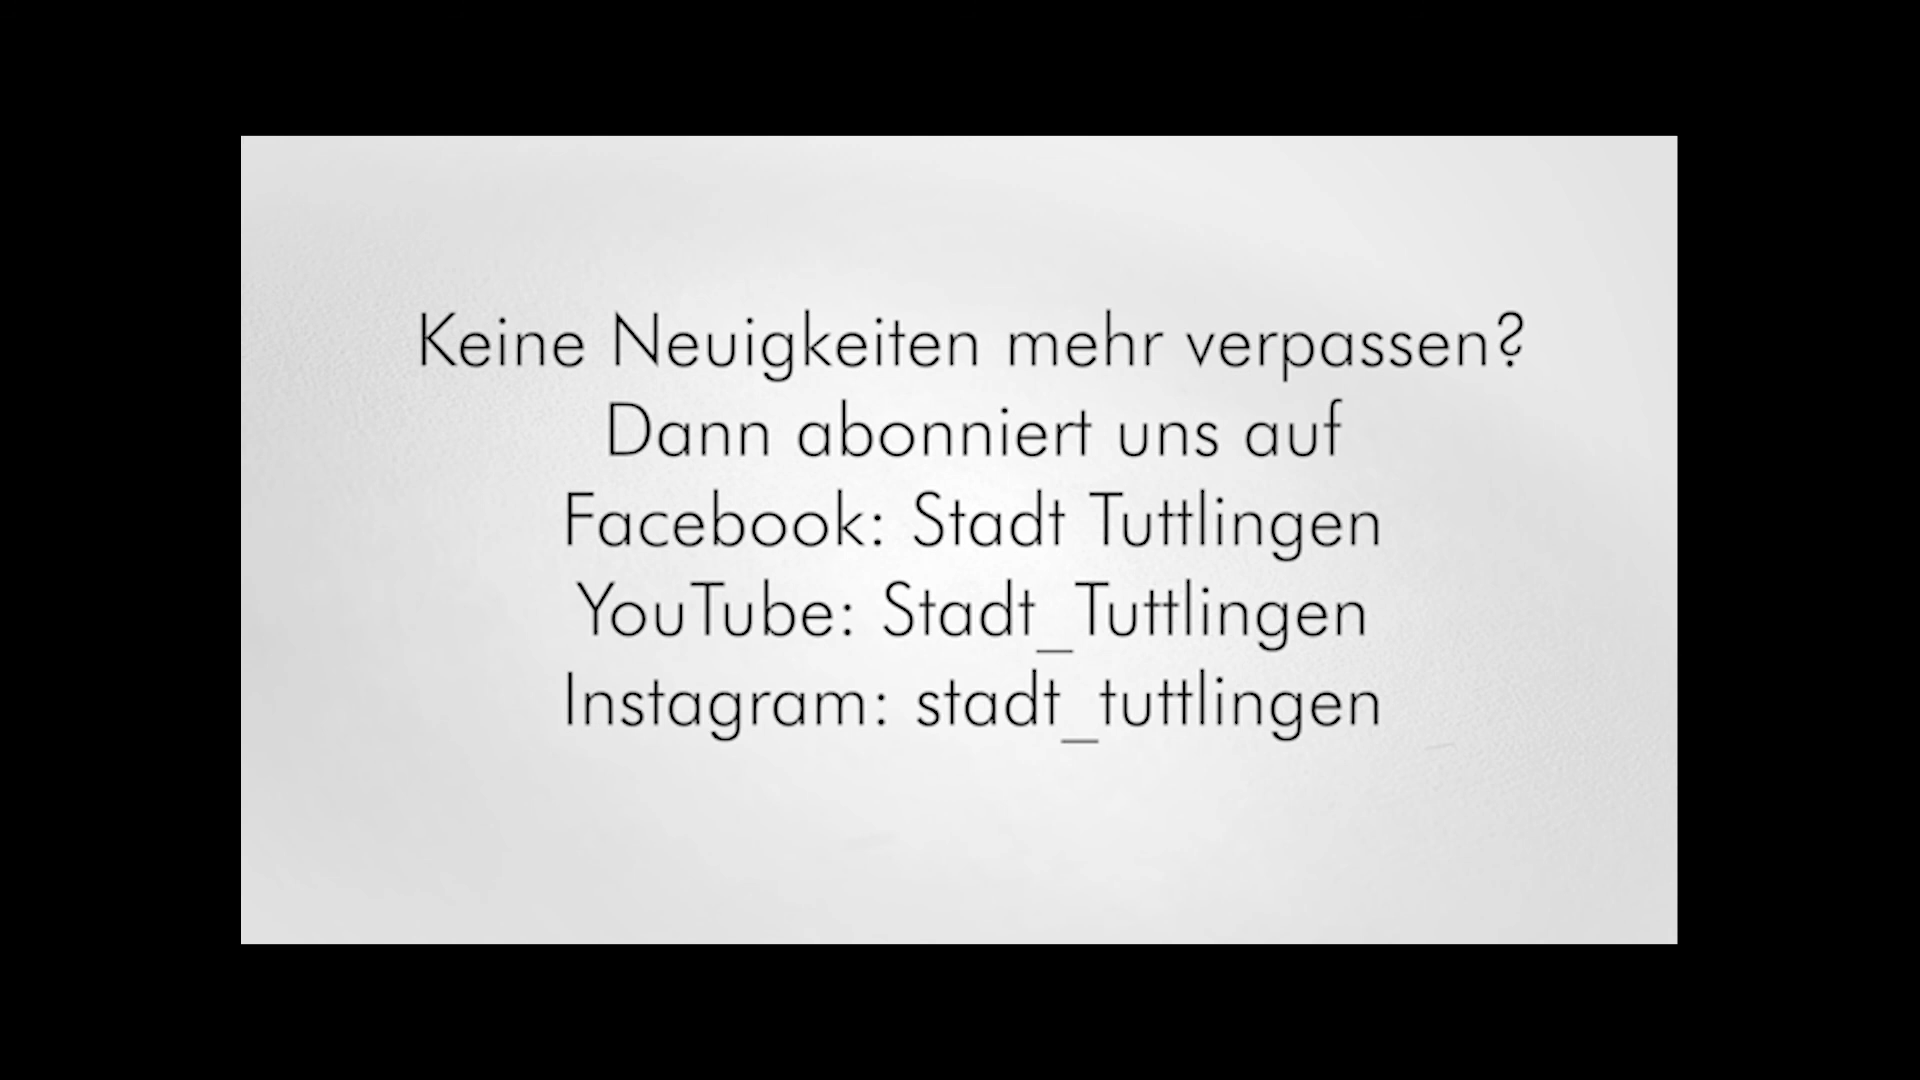 Keine Neuigkeiten mehr verpassen?
Dann abonniert uns auf
Facebook: Stadt Tuttlingen
YouTube: Stadt_Tuttlingen
Instagram: stadt_tuttlingen